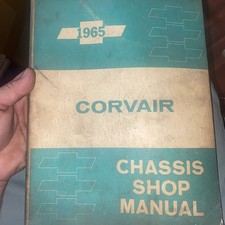 1965
CORVAIR
CHASSIS
SHOP
MANUAL